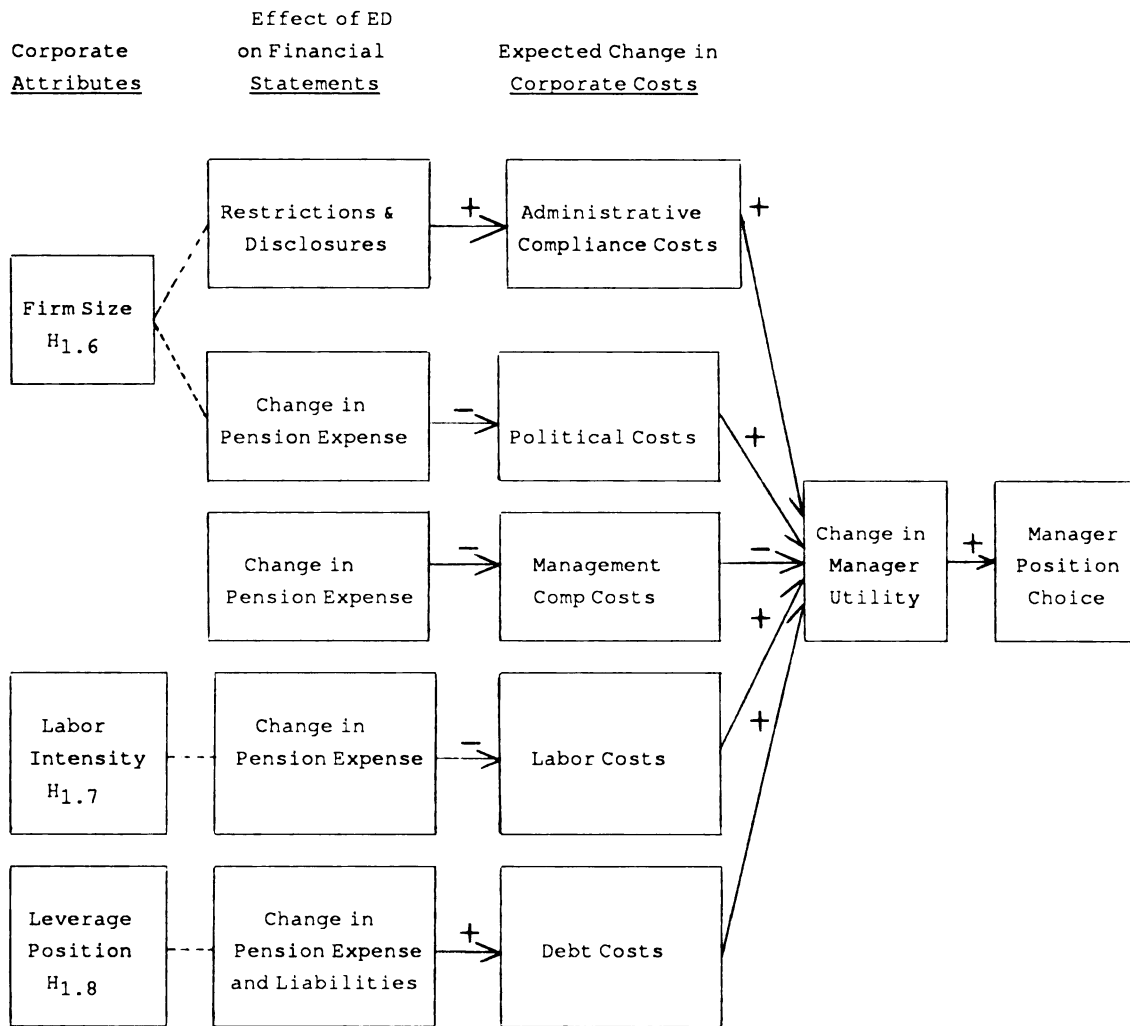 Corporate
Attributes
Effect of ED
on Financial
Statements
Expected Change in
Corporate Costs
Restrictions &
Disclosures
+
Administrative
Compliance Costs
+
Firm Size
H1.6
Change in
Pension Expense
−
Political Costs
+
Change in
Pension Expense
−
Management
Comp Costs
−
Change in
Manager
Utility
+
Manager
Position
Choice
Labor
Intensity
H1.7
Change in
Pension Expense
−
Labor Costs
+
Leverage
Position
H1.8
Change in
Pension Expense
and Liabilities
+
Debt Costs
+